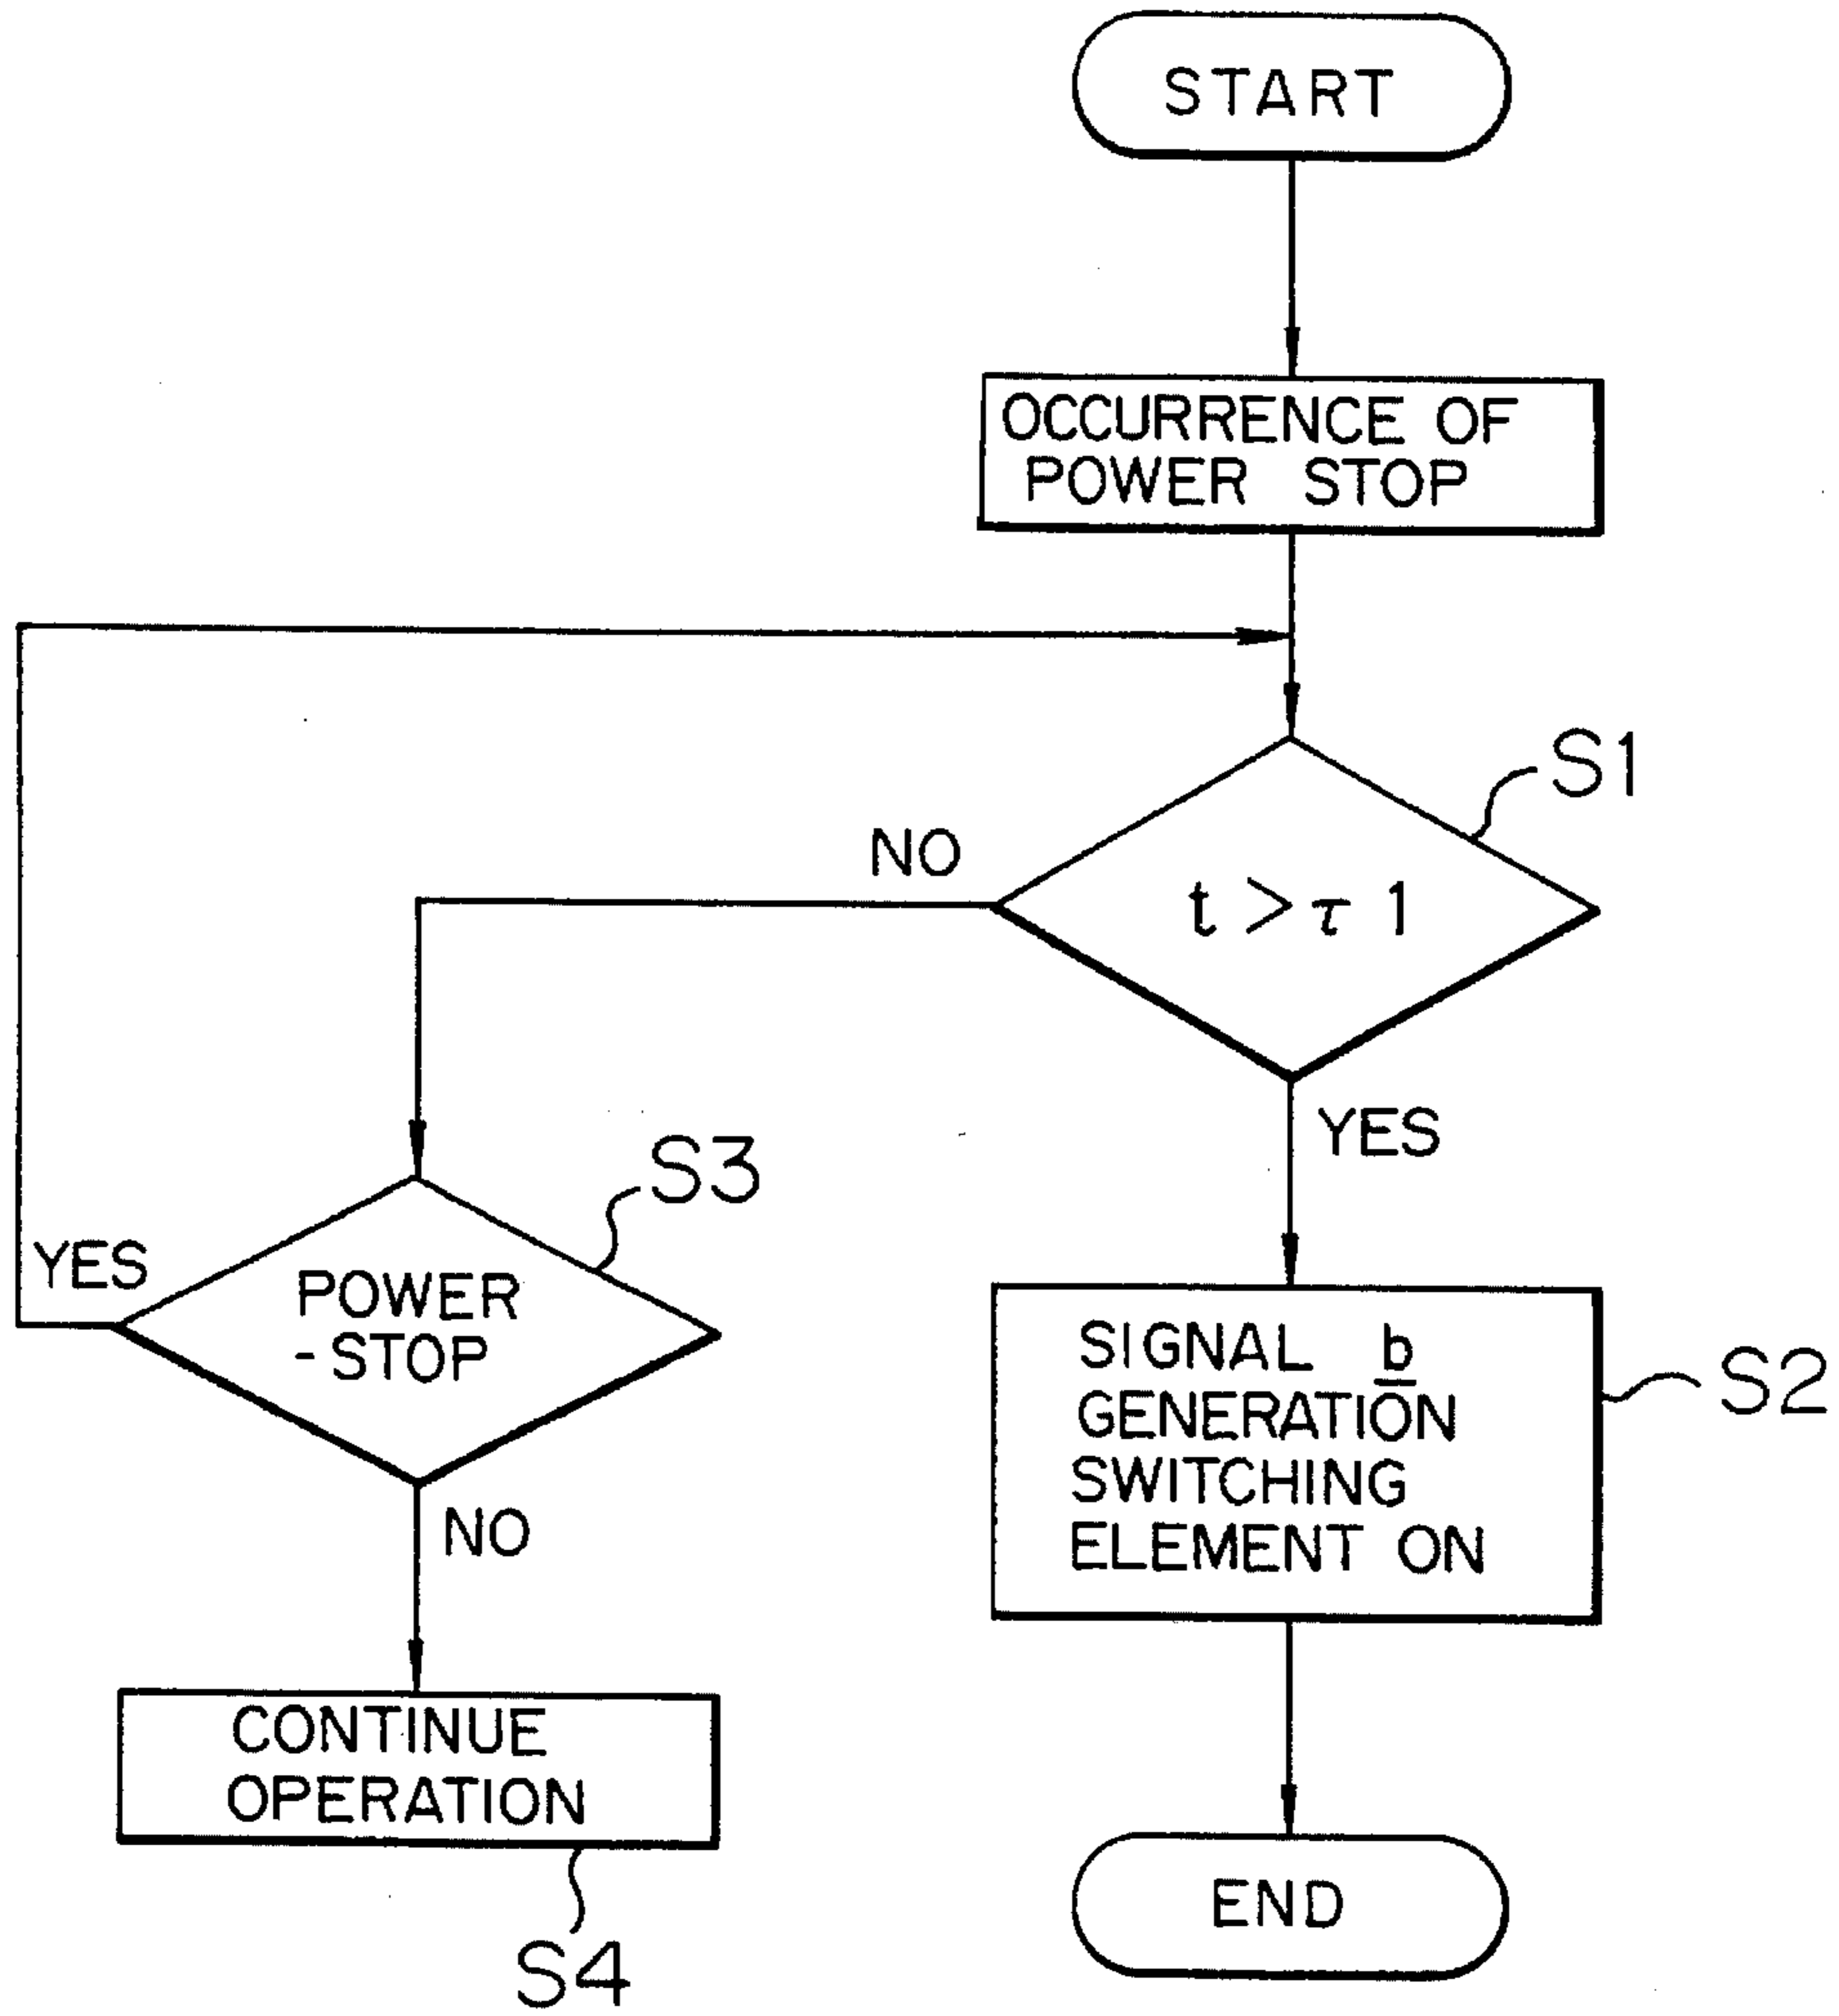 START
OCCURRENCE OF
POWER STOP
S1
NO
t > τ 1
YES
S3
YES
POWER
-STOP
SIGNAL b
GENERATION
SWITCHING
ELEMENT ON
S2
NO
CONTINUE
OPERATION
END
S4